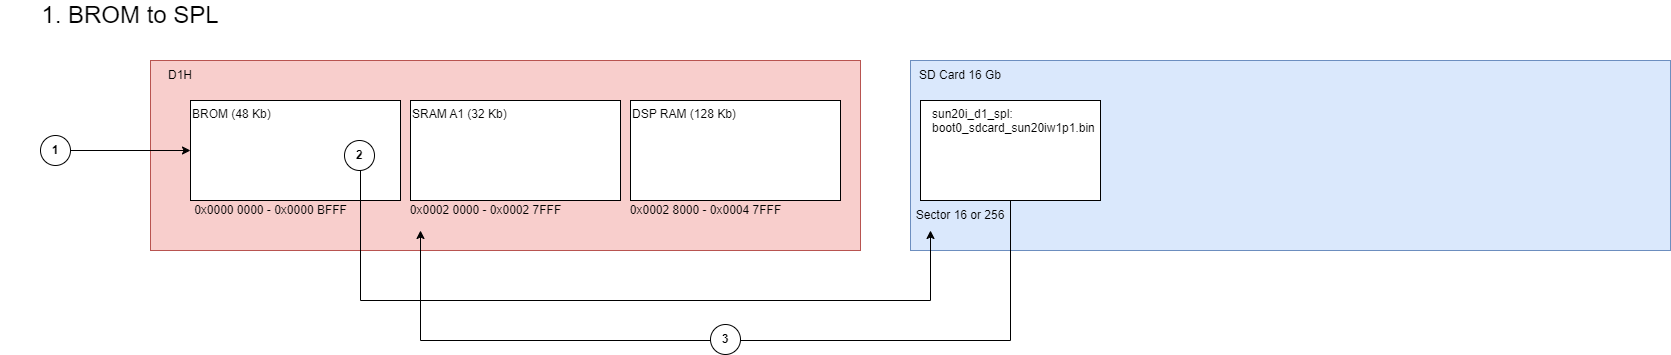 1. BROM to SPL
D1H
SD Card 16 Gb
BROM (48 Kb)
SRAM A1 (32 Kb)
DSP RAM (128 Kb)
sun20i_d1_spl:
boot0_sdcard_sun20iw1p1.bin
1
2
0x0000 0000 - 0x0000 BFFF
0x0002 0000 - 0x0002 7FFF
0x0002 8000 - 0x0004 7FFF
Sector 16 or 256
3